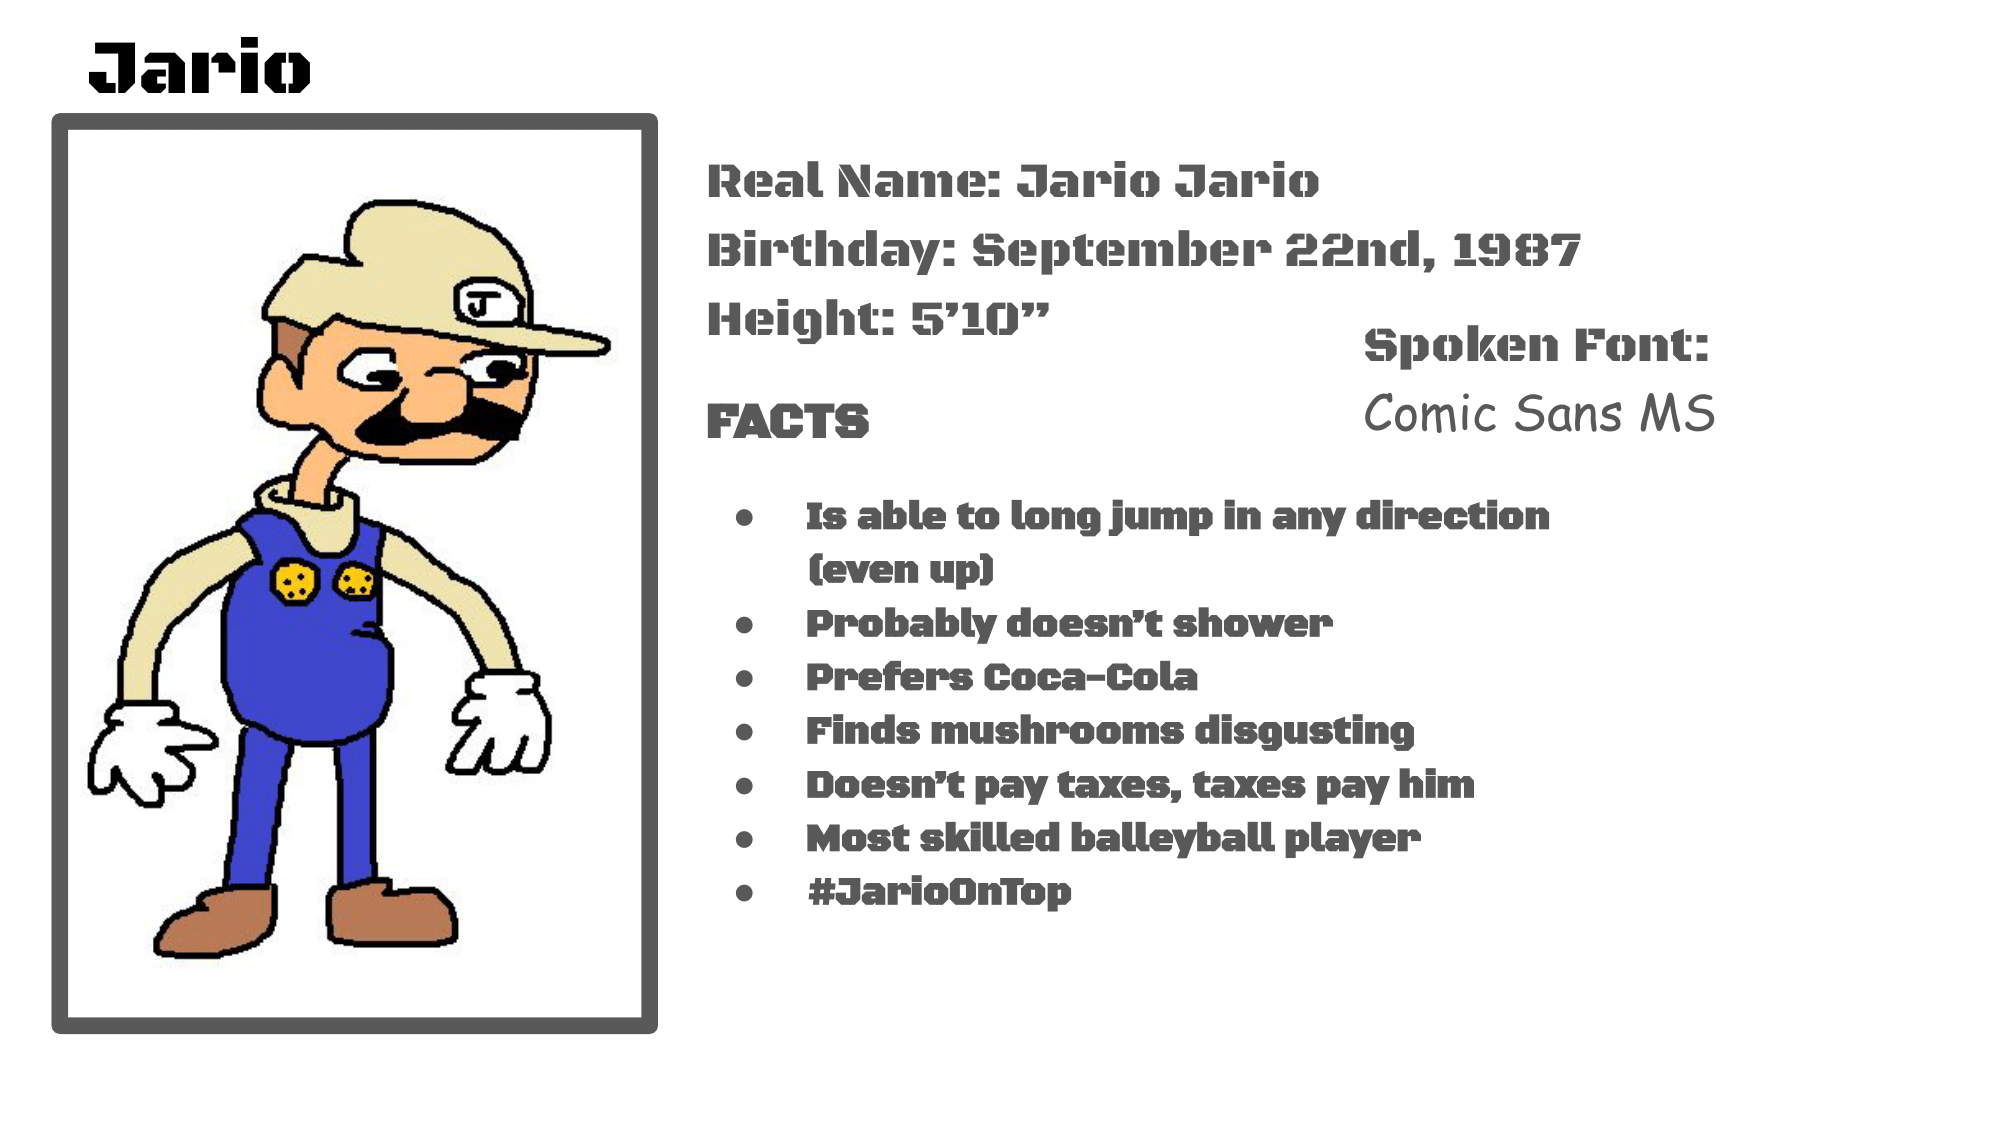 Jario
J
Real Name: Jario Jario
Birthday: September 22nd, 1987
Height: 5’10”
Spoken Font:
Comic Sans MS
FACTS
● Is able to long jump in any direction
(even up)
● Probably doesn’t shower
● Prefers Coca-Cola
● Finds mushrooms disgusting
● Doesn’t pay taxes, taxes pay him
● Most skilled balleyball player
● #JarioOnTop